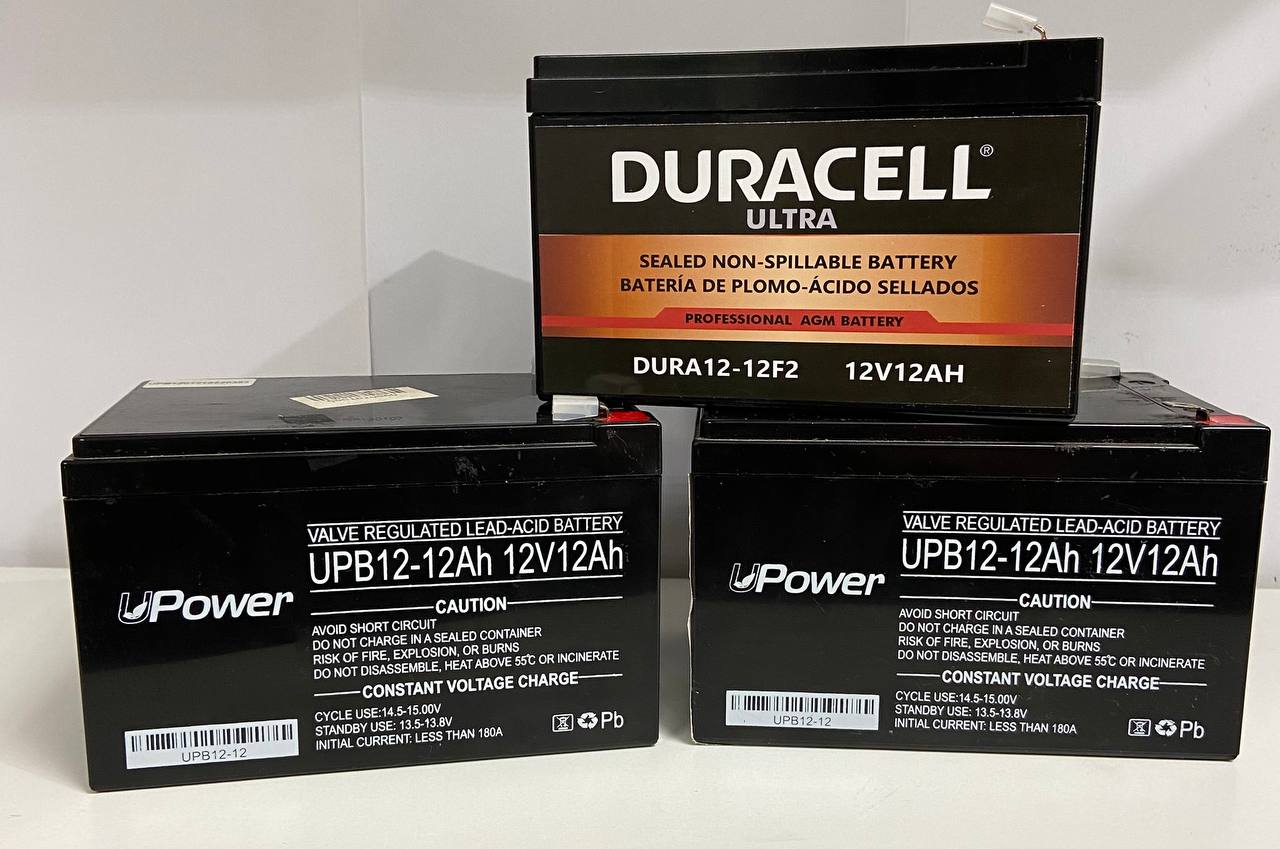 DURACELL®
ULTRA
SEALED NON-SPILLABLE BATTERY
BATERÍA DE PLOMO-ÁCIDO SELLADOS
PROFESSIONAL AGM BATTERY
DURA12-12F2 12V12AH
VALVE REGULATED LEAD-ACID BATTERY
UPB12-12Ah 12V12Ah
UPower
CAUTION
AVOID SHORT CIRCUIT
DO NOT CHARGE IN A SEALED CONTAINER
RISK OF FIRE, EXPLOSION, OR BURNS
DO NOT DISASSEMBLE, HEAT ABOVE 55℃ OR INCINERATE
CONSTANT VOLTAGE CHARGE
CYCLE USE:14.5-15.00V
STANDBY USE: 13.5-13.8V
INITIAL CURRENT: LESS THAN 180A
Pb
UPB12-12
VALVE REGULATED LEAD-ACID BATTERY
UPB12-12Ah 12V12Ah
UPower
CAUTION
AVOID SHORT CIRCUIT
DO NOT CHARGE IN A SEALED CONTAINER
RISK OF FIRE, EXPLOSION, OR BURNS
DO NOT DISASSEMBLE, HEAT ABOVE 55℃ OR INCINERATE
CONSTANT VOLTAGE CHARGE
CYCLE USE:14.5-15.00V
STANDBY USE: 13.5-13.8V
INITIAL CURRENT: LESS THAN 180A
Pb
UPB12-12